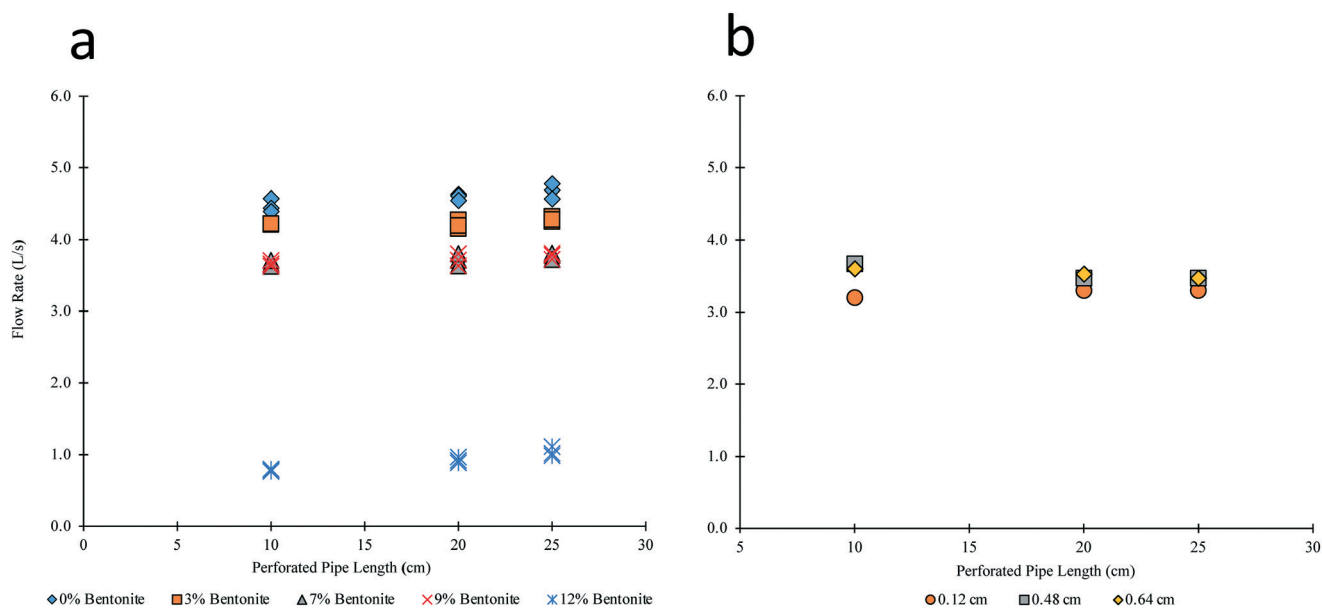 a
6.0
5.0
4.0
3.0
2.0
1.0
0.0
Flow Rate (L/s)
0 5 10 15 20 25 30
Perforated Pipe Length (cm)
0% Bentonite 3% Bentonite 7% Bentonite 9% Bentonite 12% Bentonite
b
6.0
5.0
4.0
3.0
2.0
1.0
0.0
5 10 15 20 25 30
Perforated Pipe Length (cm)
0.12 cm 0.48 cm 0.64 cm